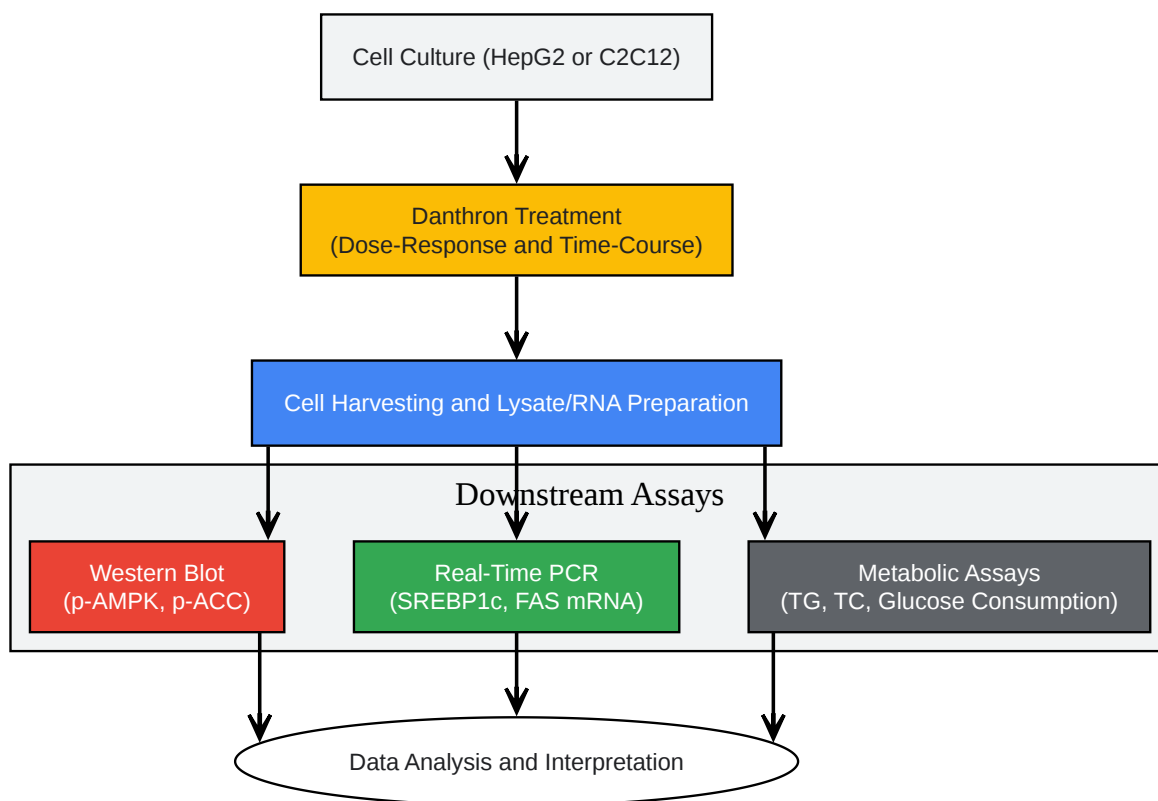 Cell Culture (HepG2 or C2C12)
Danthron Treatment
(Dose-Response and Time-Course)
Cell Harvesting and Lysate/RNA Preparation
Downstream Assays
Western Blot
(p-AMPK, p-ACC)
Real-Time PCR
(SREBP1c, FAS mRNA)
Metabolic Assays
(TG, TC, Glucose Consumption)
Data Analysis and Interpretation